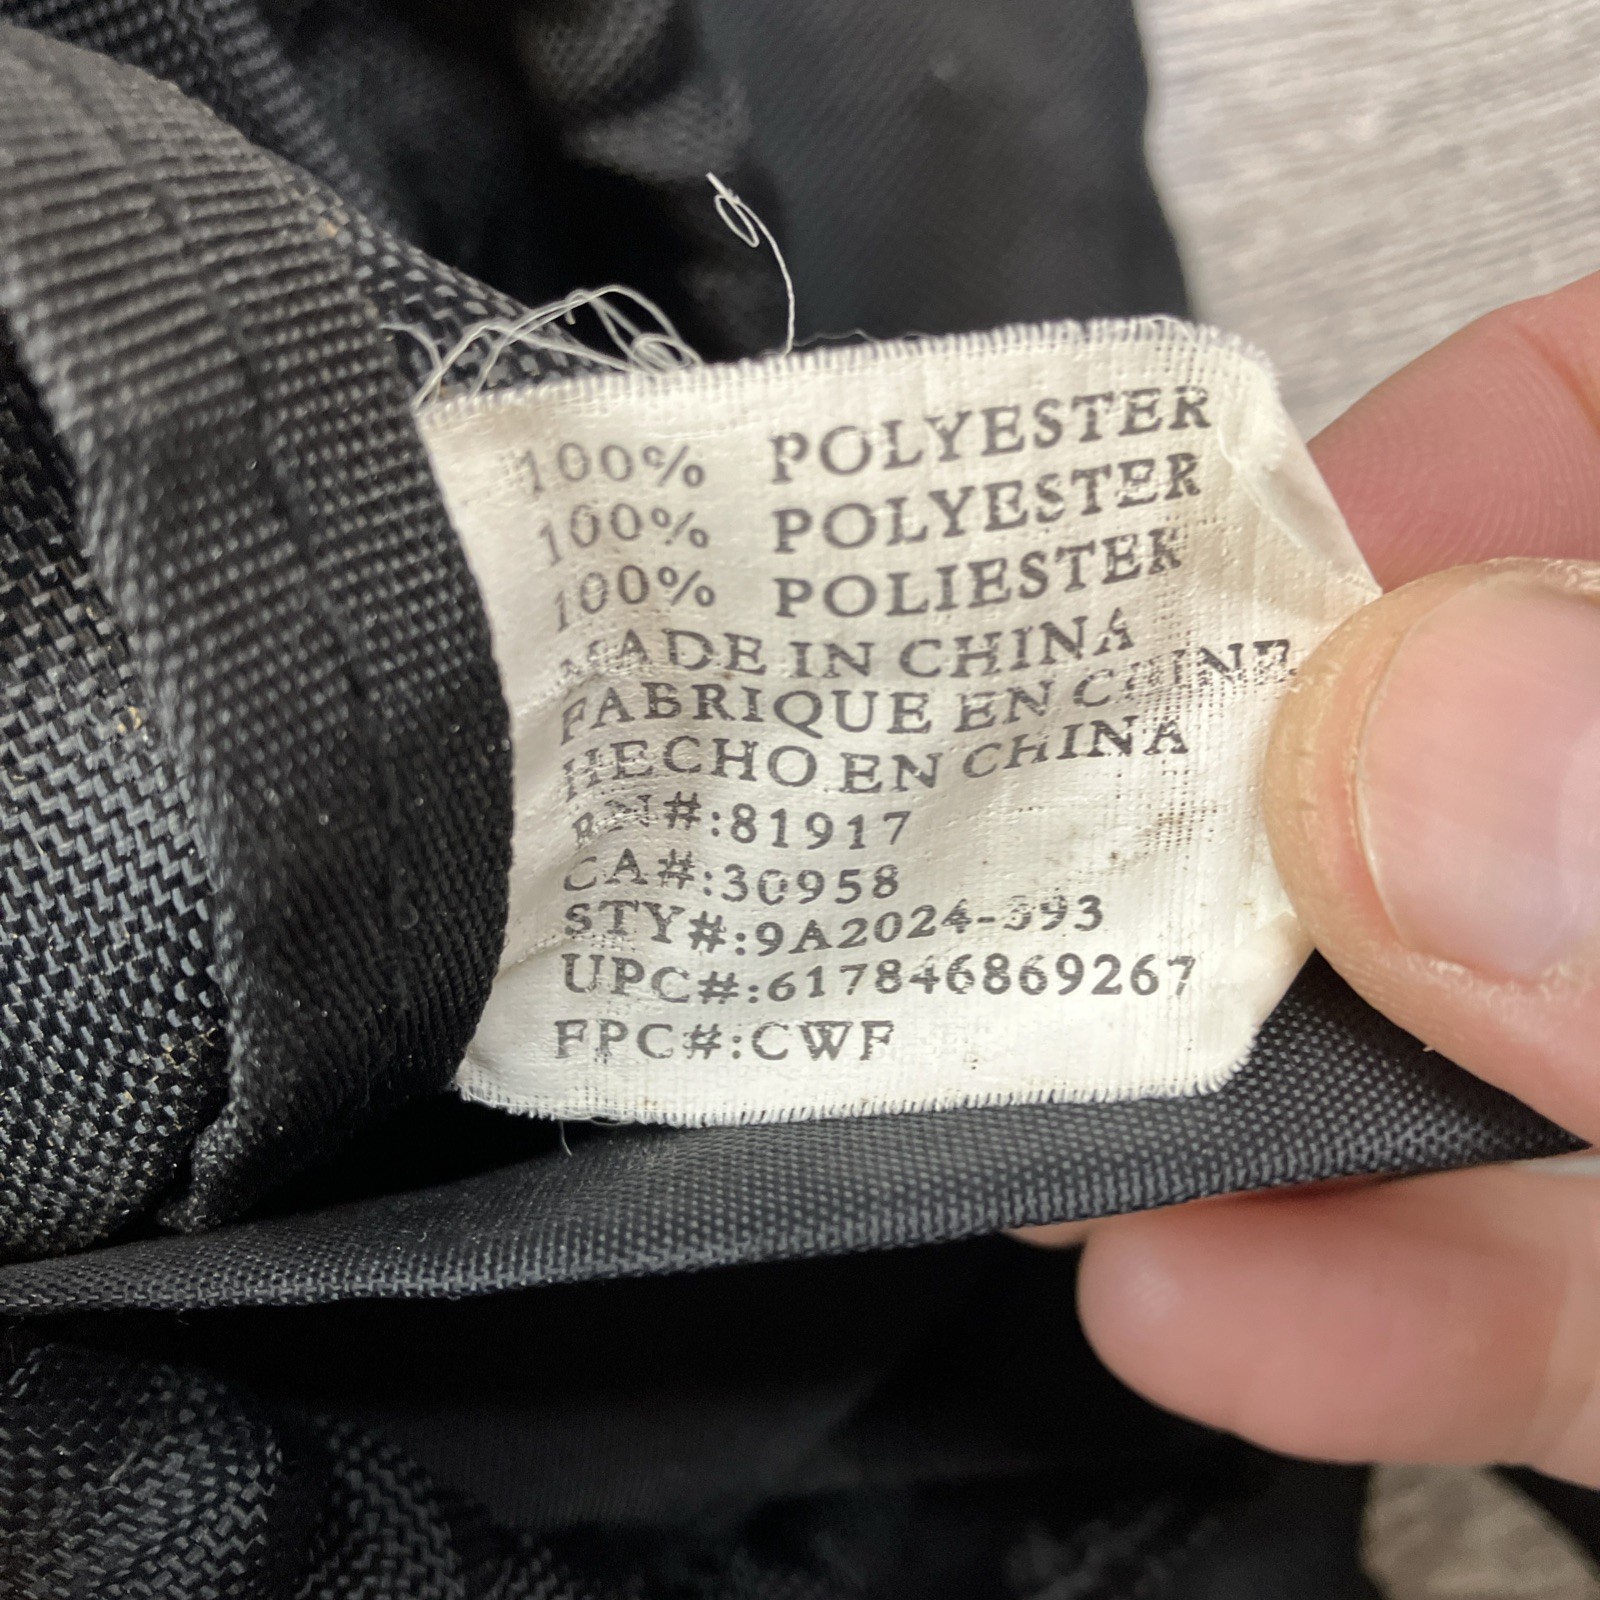 100% POLYESTER
100% POLYESTER
100% POLIESTER
MADE IN CHINA
FABRIQUE EN CHINE
HECHO EN CHINA
RN#:81917
CA#:30958
STY#:9A2024-393
UPC#:617846869267
FPC#:CWF